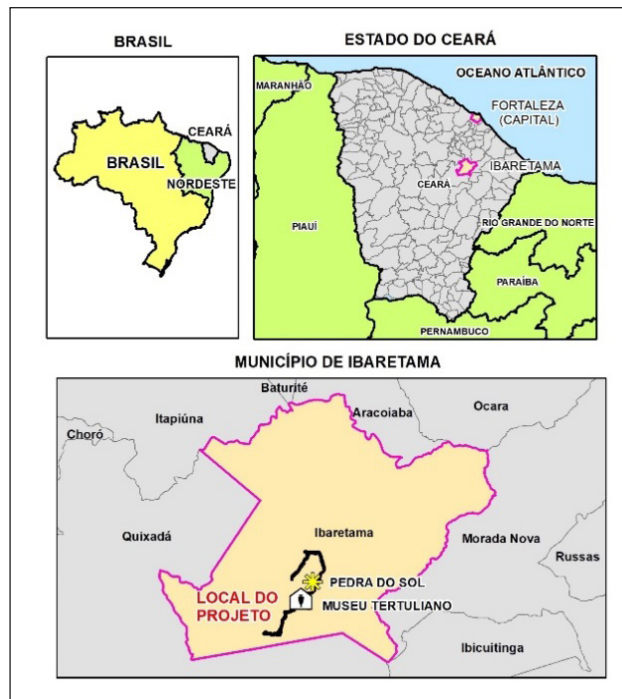 BRASIL
CEARÁ
BRASIL
NORDESTE
ESTADO DO CEARÁ
OCEANO ATLÂNTICO
MARANHÃO
FORTALEZA
(CAPITAL)
IBARETAMA
CEARÁ
PIAUÍ
RIO GRANDE DO NORTE
PARAÍBA
PERNAMBUCO
MUNICÍPIO DE IBARETAMA
Baturité
Itapiúna
Aracoiaba
Ocara
Choró
Quixadá
Ibaretama
Morada Nova
Russas
PEDRA DO SOL
LOCAL DO
PROJETO
MUSEU TERTULIANO
Ibicuitinga